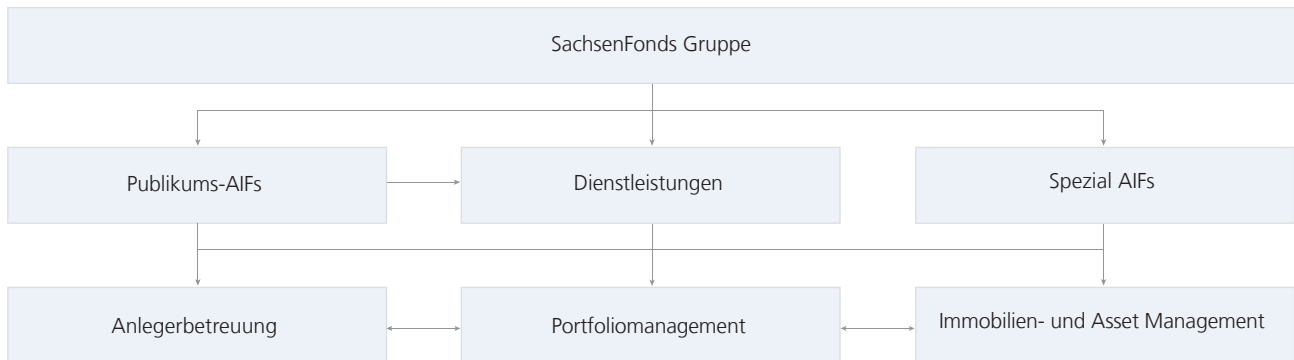 SachsenFonds Gruppe
Publikums-AIFs
Dienstleistungen
Spezial AIFs
Anlegerbetreuung
Portfoliomanagement
Immobilien- und Asset Management